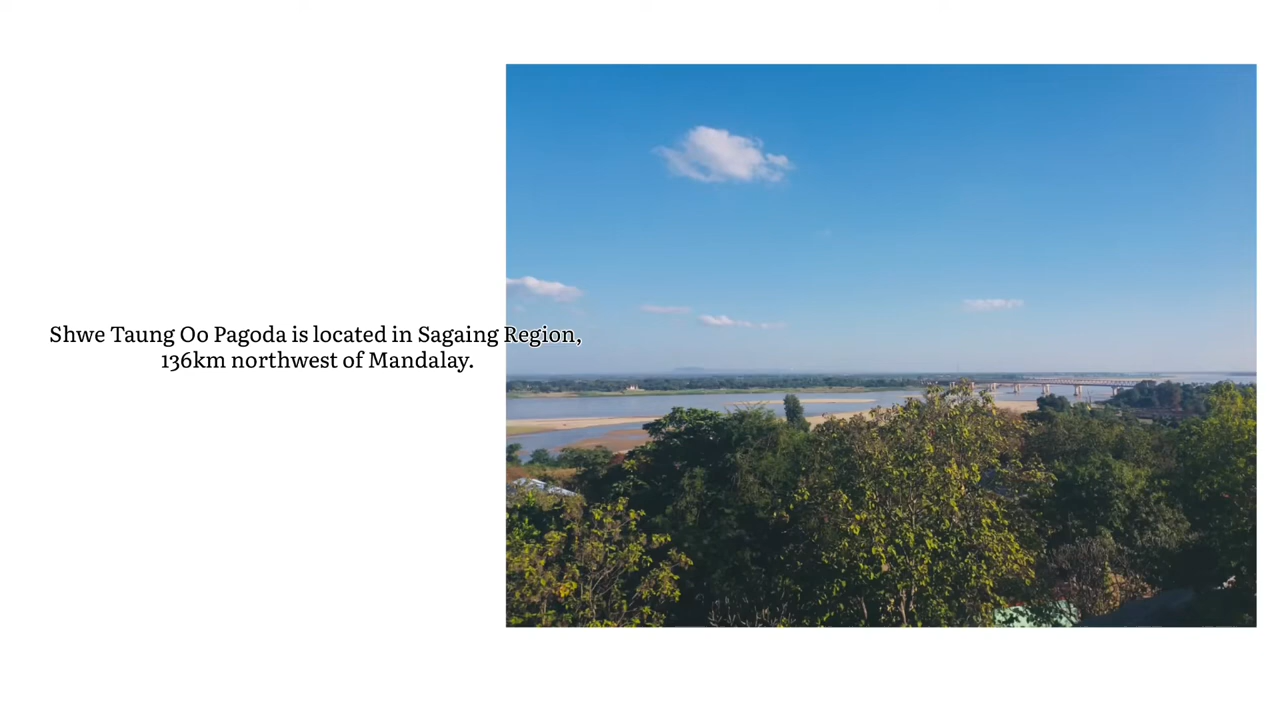 Shwe Taung Oo Pagoda is located in Sagaing Region,
136km northwest of Mandalay.